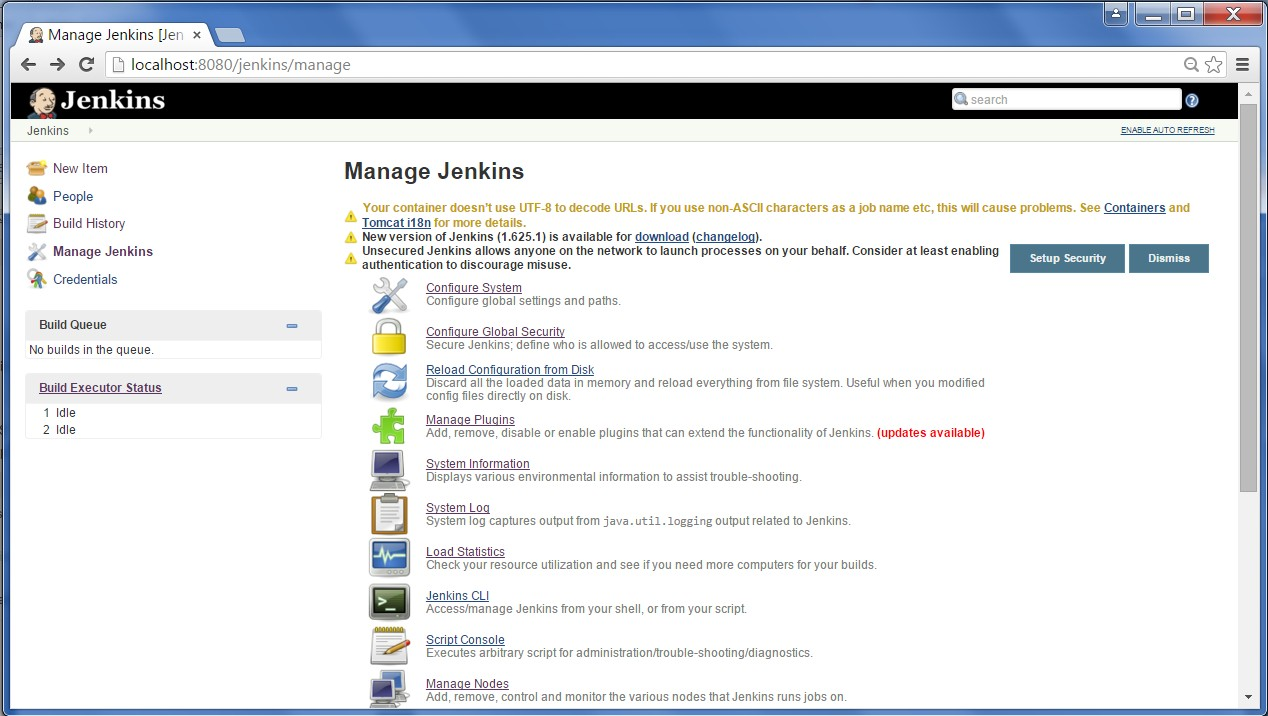 Manage Jenkins [Jen
localhost:8080/jenkins/manage
Jenkins
search
Jenkins
ENABLE AUTO REFRESH
New Item
People
Build History
Manage Jenkins
Credentials
Build Queue
No builds in the queue.
Build Executor Status
1 Idle
2 Idle
Manage Jenkins
Your container doesn't use UTF-8 to decode URLs. If you use non-ASCII characters as a job name etc, this will cause problems. See Containers and
Tomcat i18n for more details.
New version of Jenkins (1.625.1) is available for download (changelog).
Unsecured Jenkins allows anyone on the network to launch processes on your behalf. Consider at least enabling
authentication to discourage misuse.
Setup Security
Dismiss
Configure System
Configure global settings and paths.
Configure Global Security
Secure Jenkins; define who is allowed to access/use the system.
Reload Configuration from Disk
Discard all the loaded data in memory and reload everything from file system. Useful when you modified
config files directly on disk.
Manage Plugins
Add, remove, disable or enable plugins that can extend the functionality of Jenkins. (updates available)
System Information
Displays various environmental information to assist trouble-shooting.
System Log
System log captures output from java.util.logging output related to Jenkins.
Load Statistics
Check your resource utilization and see if you need more computers for your builds.
Jenkins CLI
Access/manage Jenkins from your shell, or from your script.
Script Console
Executes arbitrary script for administration/trouble-shooting/diagnostics.
Manage Nodes
Add, remove, control and monitor the various nodes that Jenkins runs jobs on.